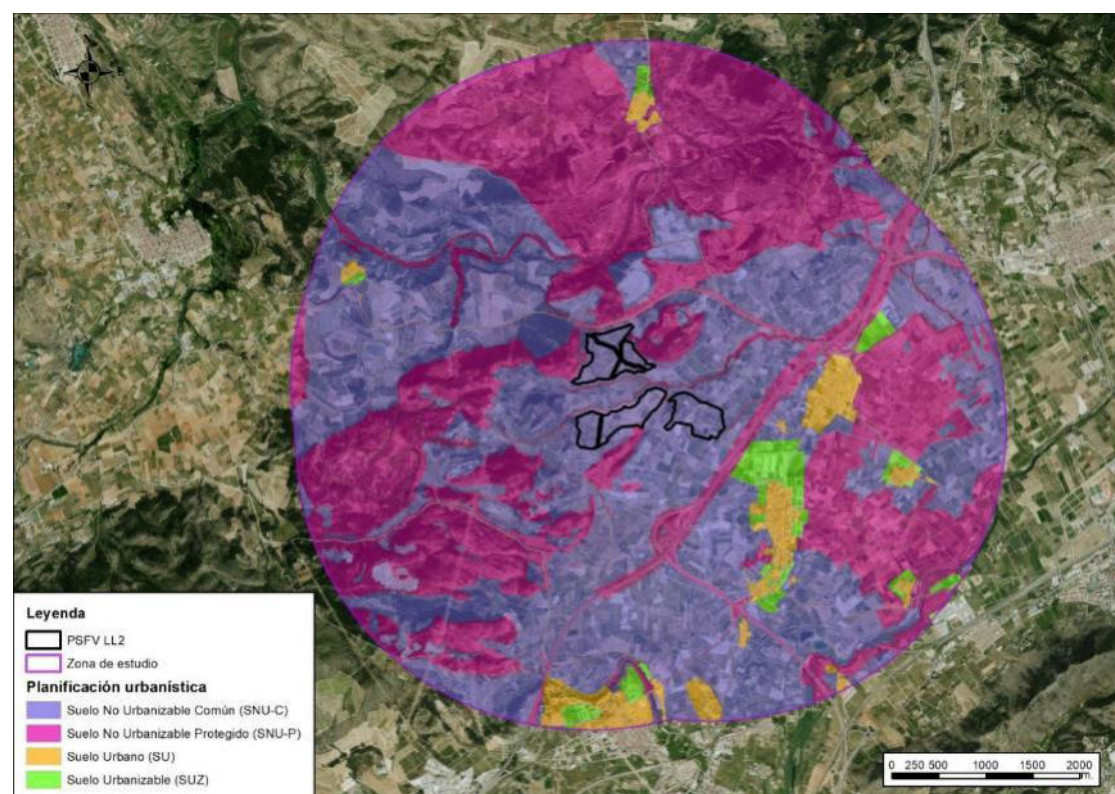 Leyenda
PSFV LL2
Zona de estudio
Planificación urbanística
Suelo No Urbanizable Común (SNU-C)
Suelo No Urbanizable Protegido (SNU-P)
Suelo Urbano (SU)
Suelo Urbanizable (SUZ)
0 250 500 1000 1500 2000
m.